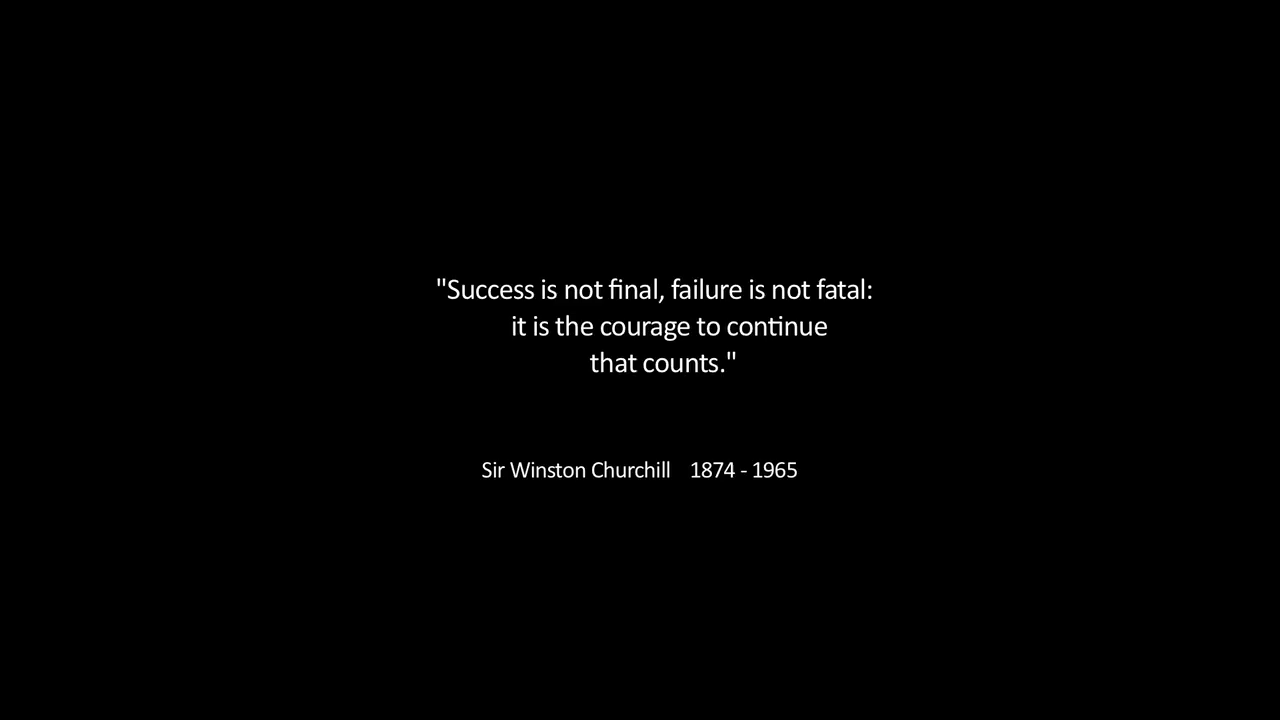 "Success is not final, failure is not fatal:
it is the courage to continue
that counts."
Sir Winston Churchill 1874 - 1965